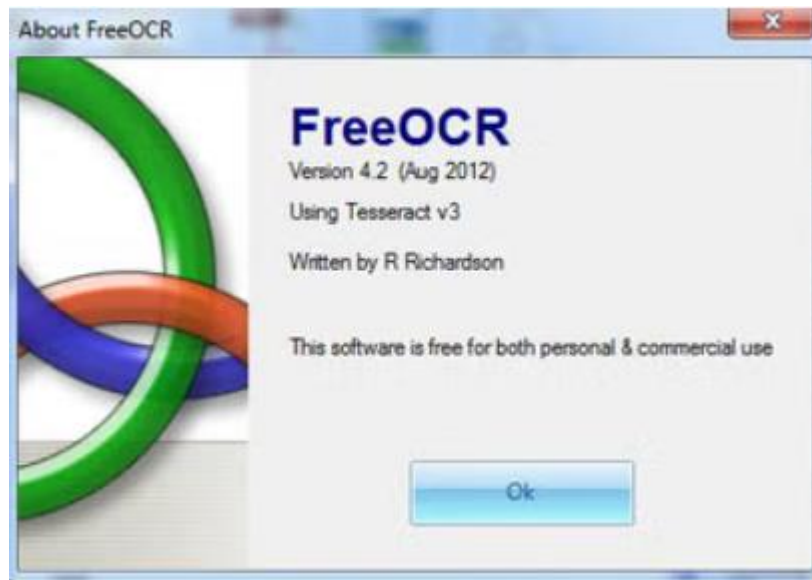 About FreeOCR
FreeOCR
Version 4.2 (Aug 2012)
Using Tesseract v3
Written by R Richardson
This software is free for both personal & commercial use
Ok